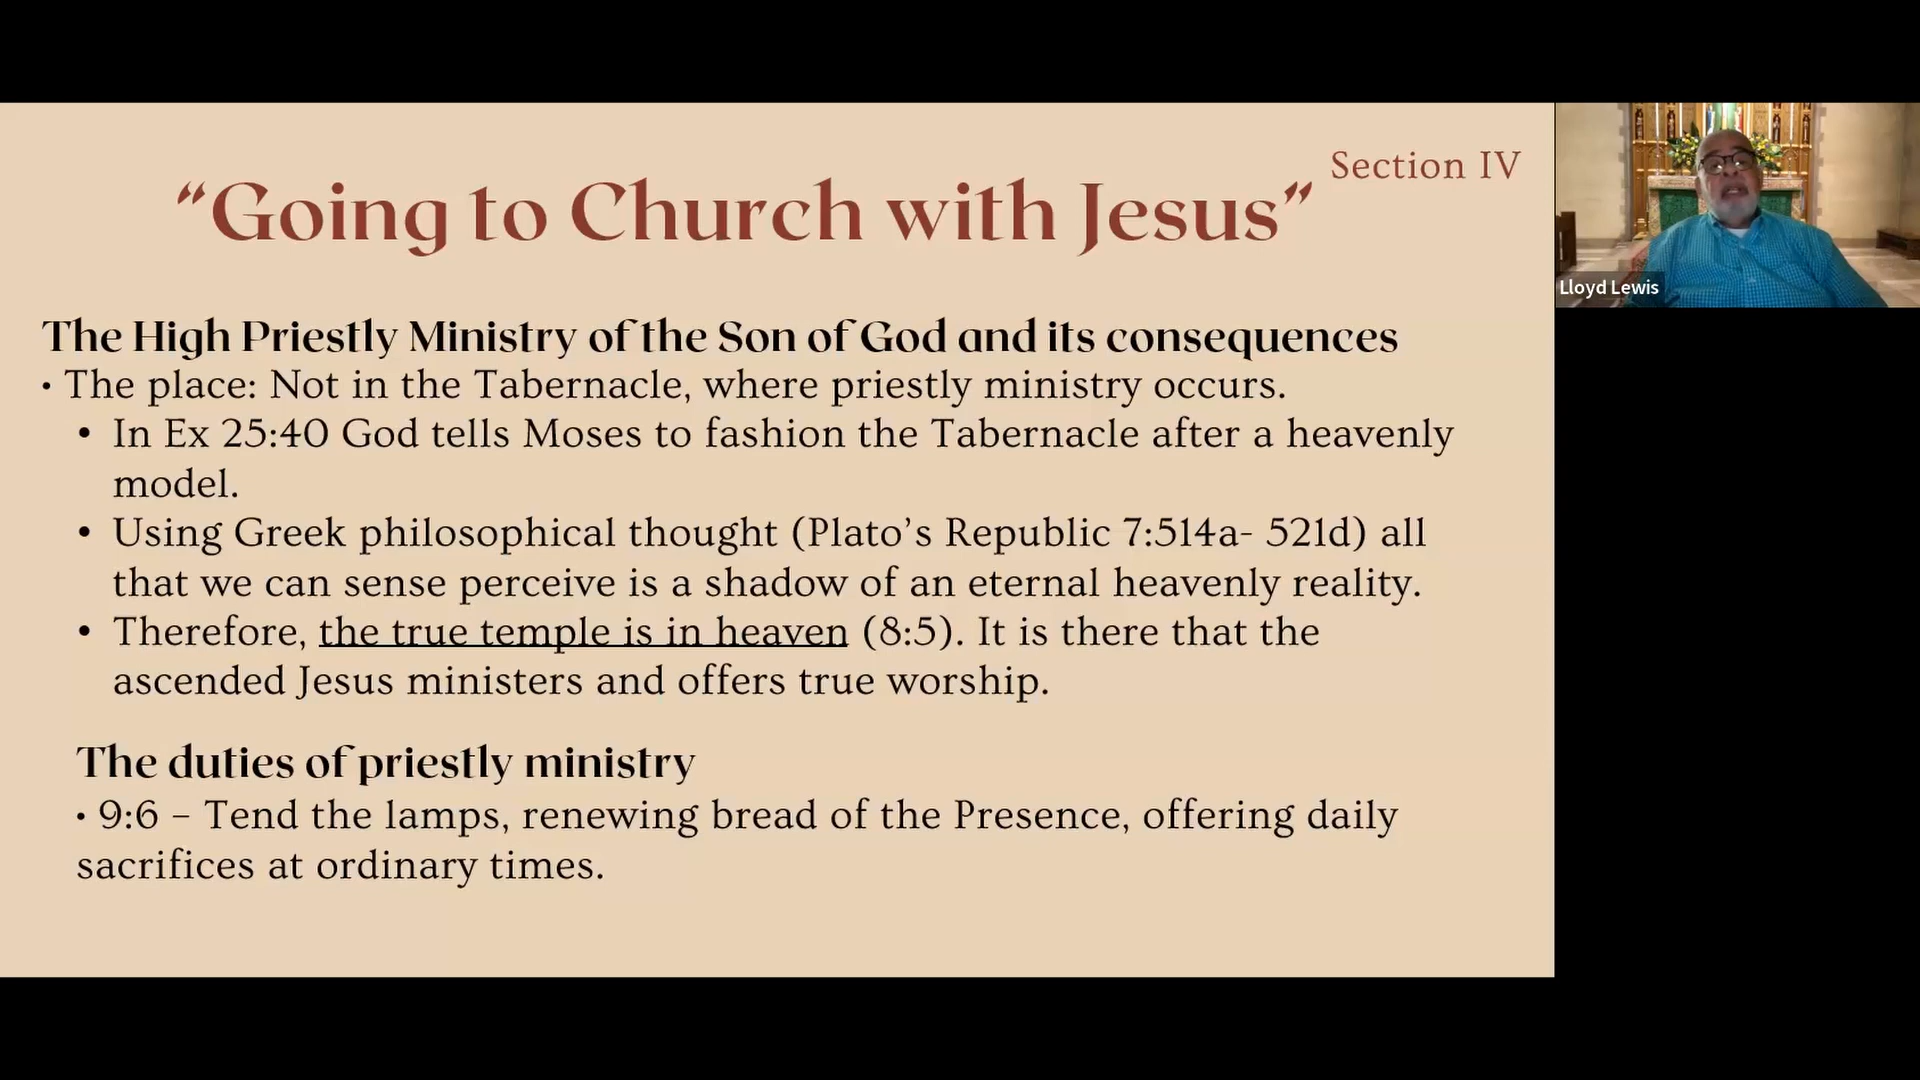 Section IV
“Going to Church with Jesus”
The High Priestly Ministry of the Son of God and its consequences
• The place: Not in the Tabernacle, where priestly ministry occurs.
• In Ex 25:40 God tells Moses to fashion the Tabernacle after a heavenly
model.
• Using Greek philosophical thought (Plato’s Republic 7:514a- 521d) all
that we can sense perceive is a shadow of an eternal heavenly reality.
• Therefore, the true temple is in heaven (8:5). It is there that the
ascended Jesus ministers and offers true worship.
The duties of priestly ministry
• 9:6 – Tend the lamps, renewing bread of the Presence, offering daily
sacrifices at ordinary times.
Lloyd Lewis